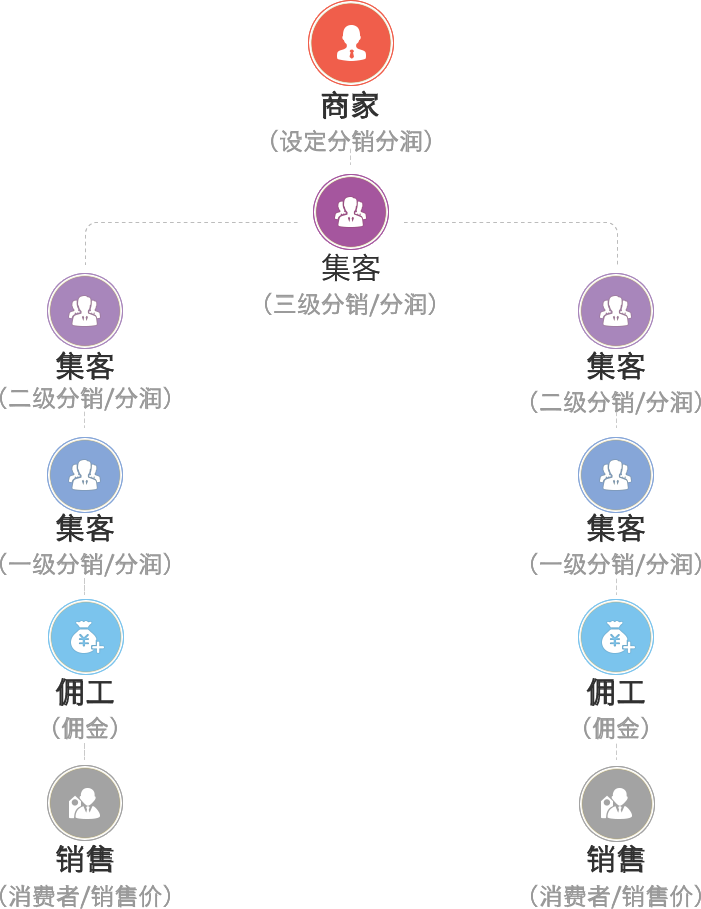 商家
（设定分销分润）
集客
（三级分销/分润）
集客
（二级分销/分润）
集客
（二级分销/分润）
集客
（一级分销/分润）
集客
（一级分销/分润）
佣工
（佣金）
佣工
（佣金）
销售
（消费者/销售价）
销售
（消费者/销售价）